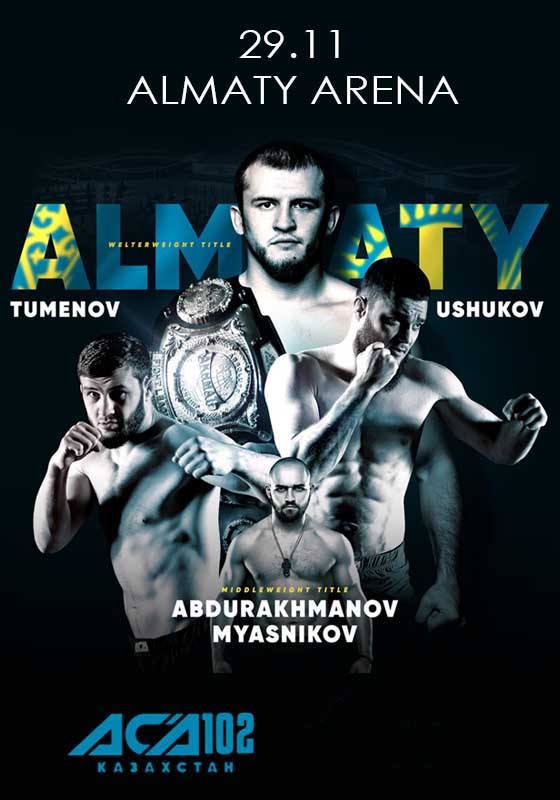 29.11
ALMATY ARENA
ALMATY
WELTERWEIGHT TITLE
TUMENOV
USHUKOV
MIDDLEWEIGHT TITLE
ABDURAKHMANOV
MYASNIKOV
ACA 102
КАЗАХСТАН